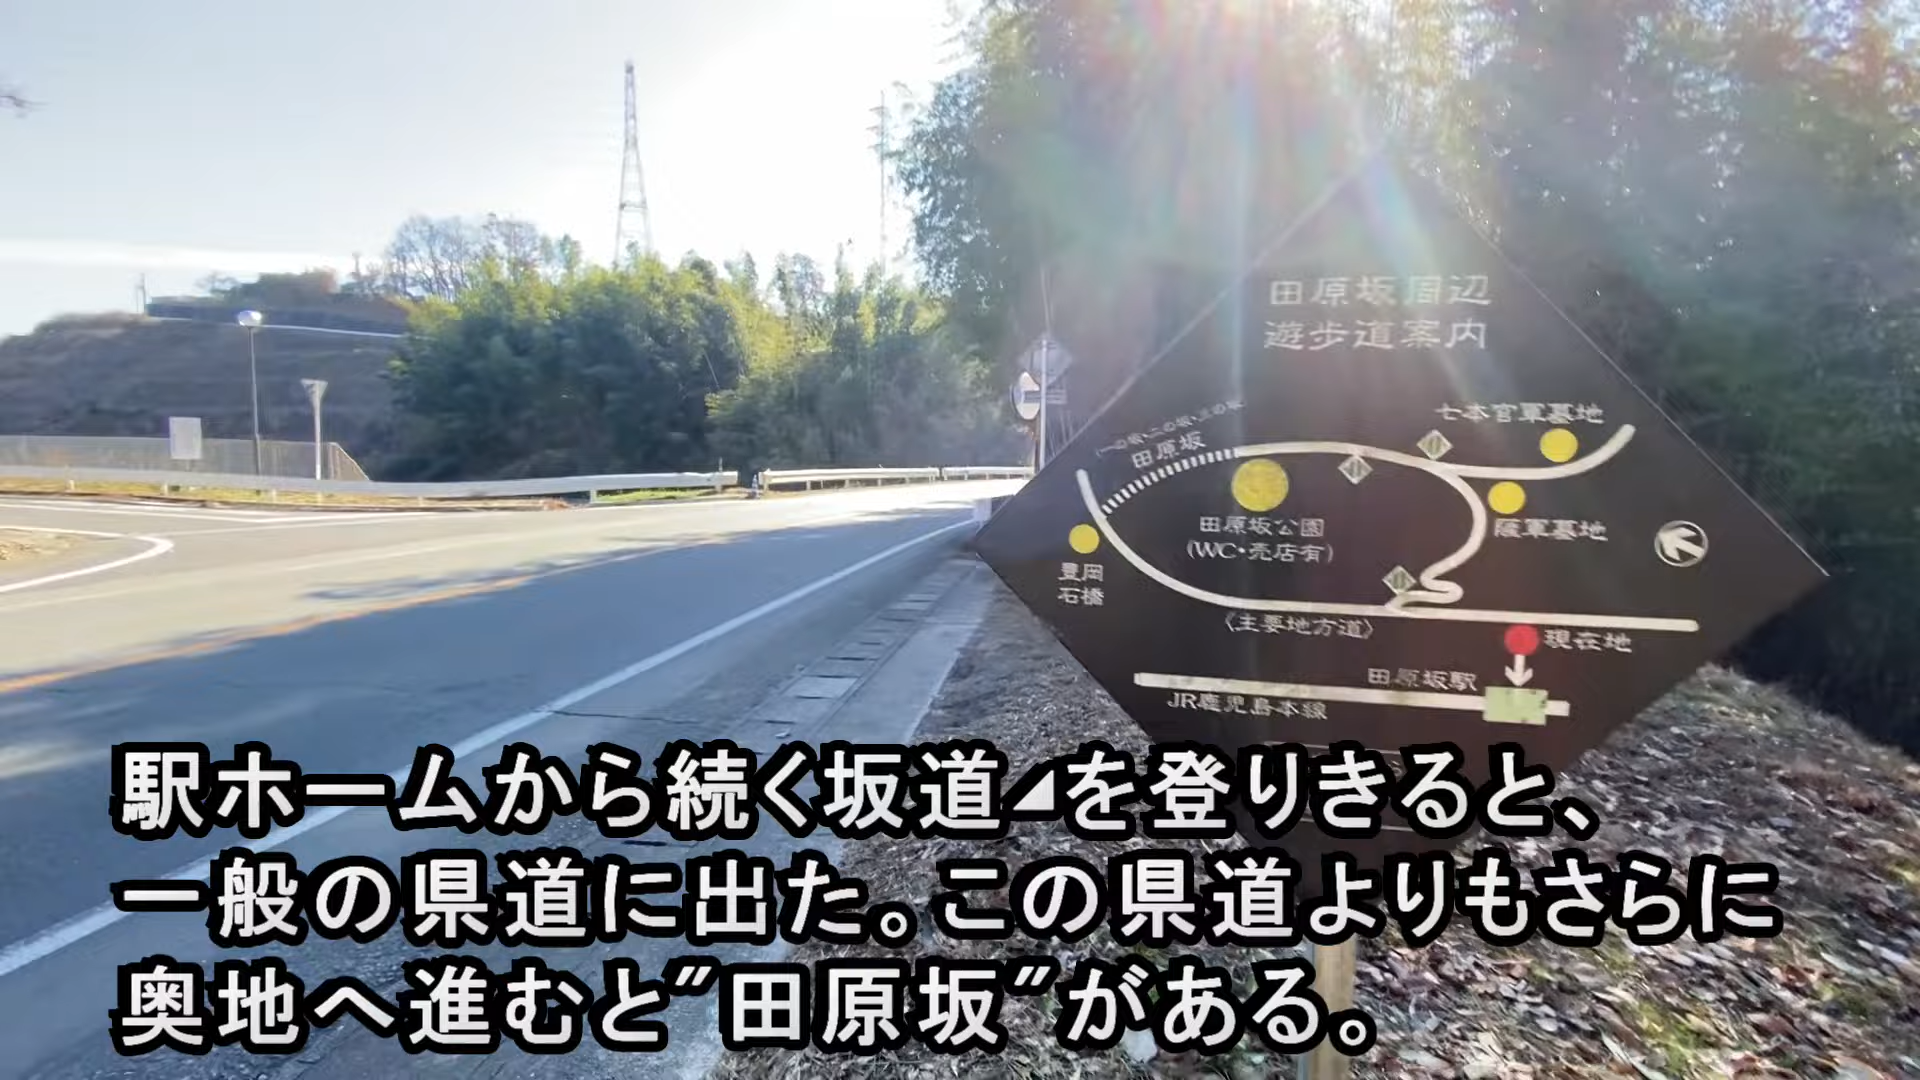 田原坂周辺
遊歩道案内
七本官軍墓地
(一の坂・二の坂・三の坂)
田原坂
田原坂公園
(WC・売店有)
薩軍墓地
豊岡
石橋
〈主要地方道〉
現在地
田原坂駅
JR鹿児島本線
駅ホームから続く坂道◢を登りきると、
一般の県道に出た。この県道よりもさらに
奥地へ進むと"田原坂"がある。